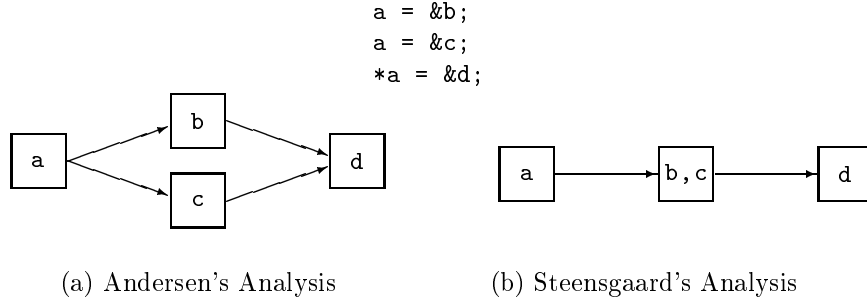 a = &b;
a = &c;
*a = &d;
b
a
d
c
a
b,c
d
(a) Andersen's Analysis
(b) Steensgaard's Analysis